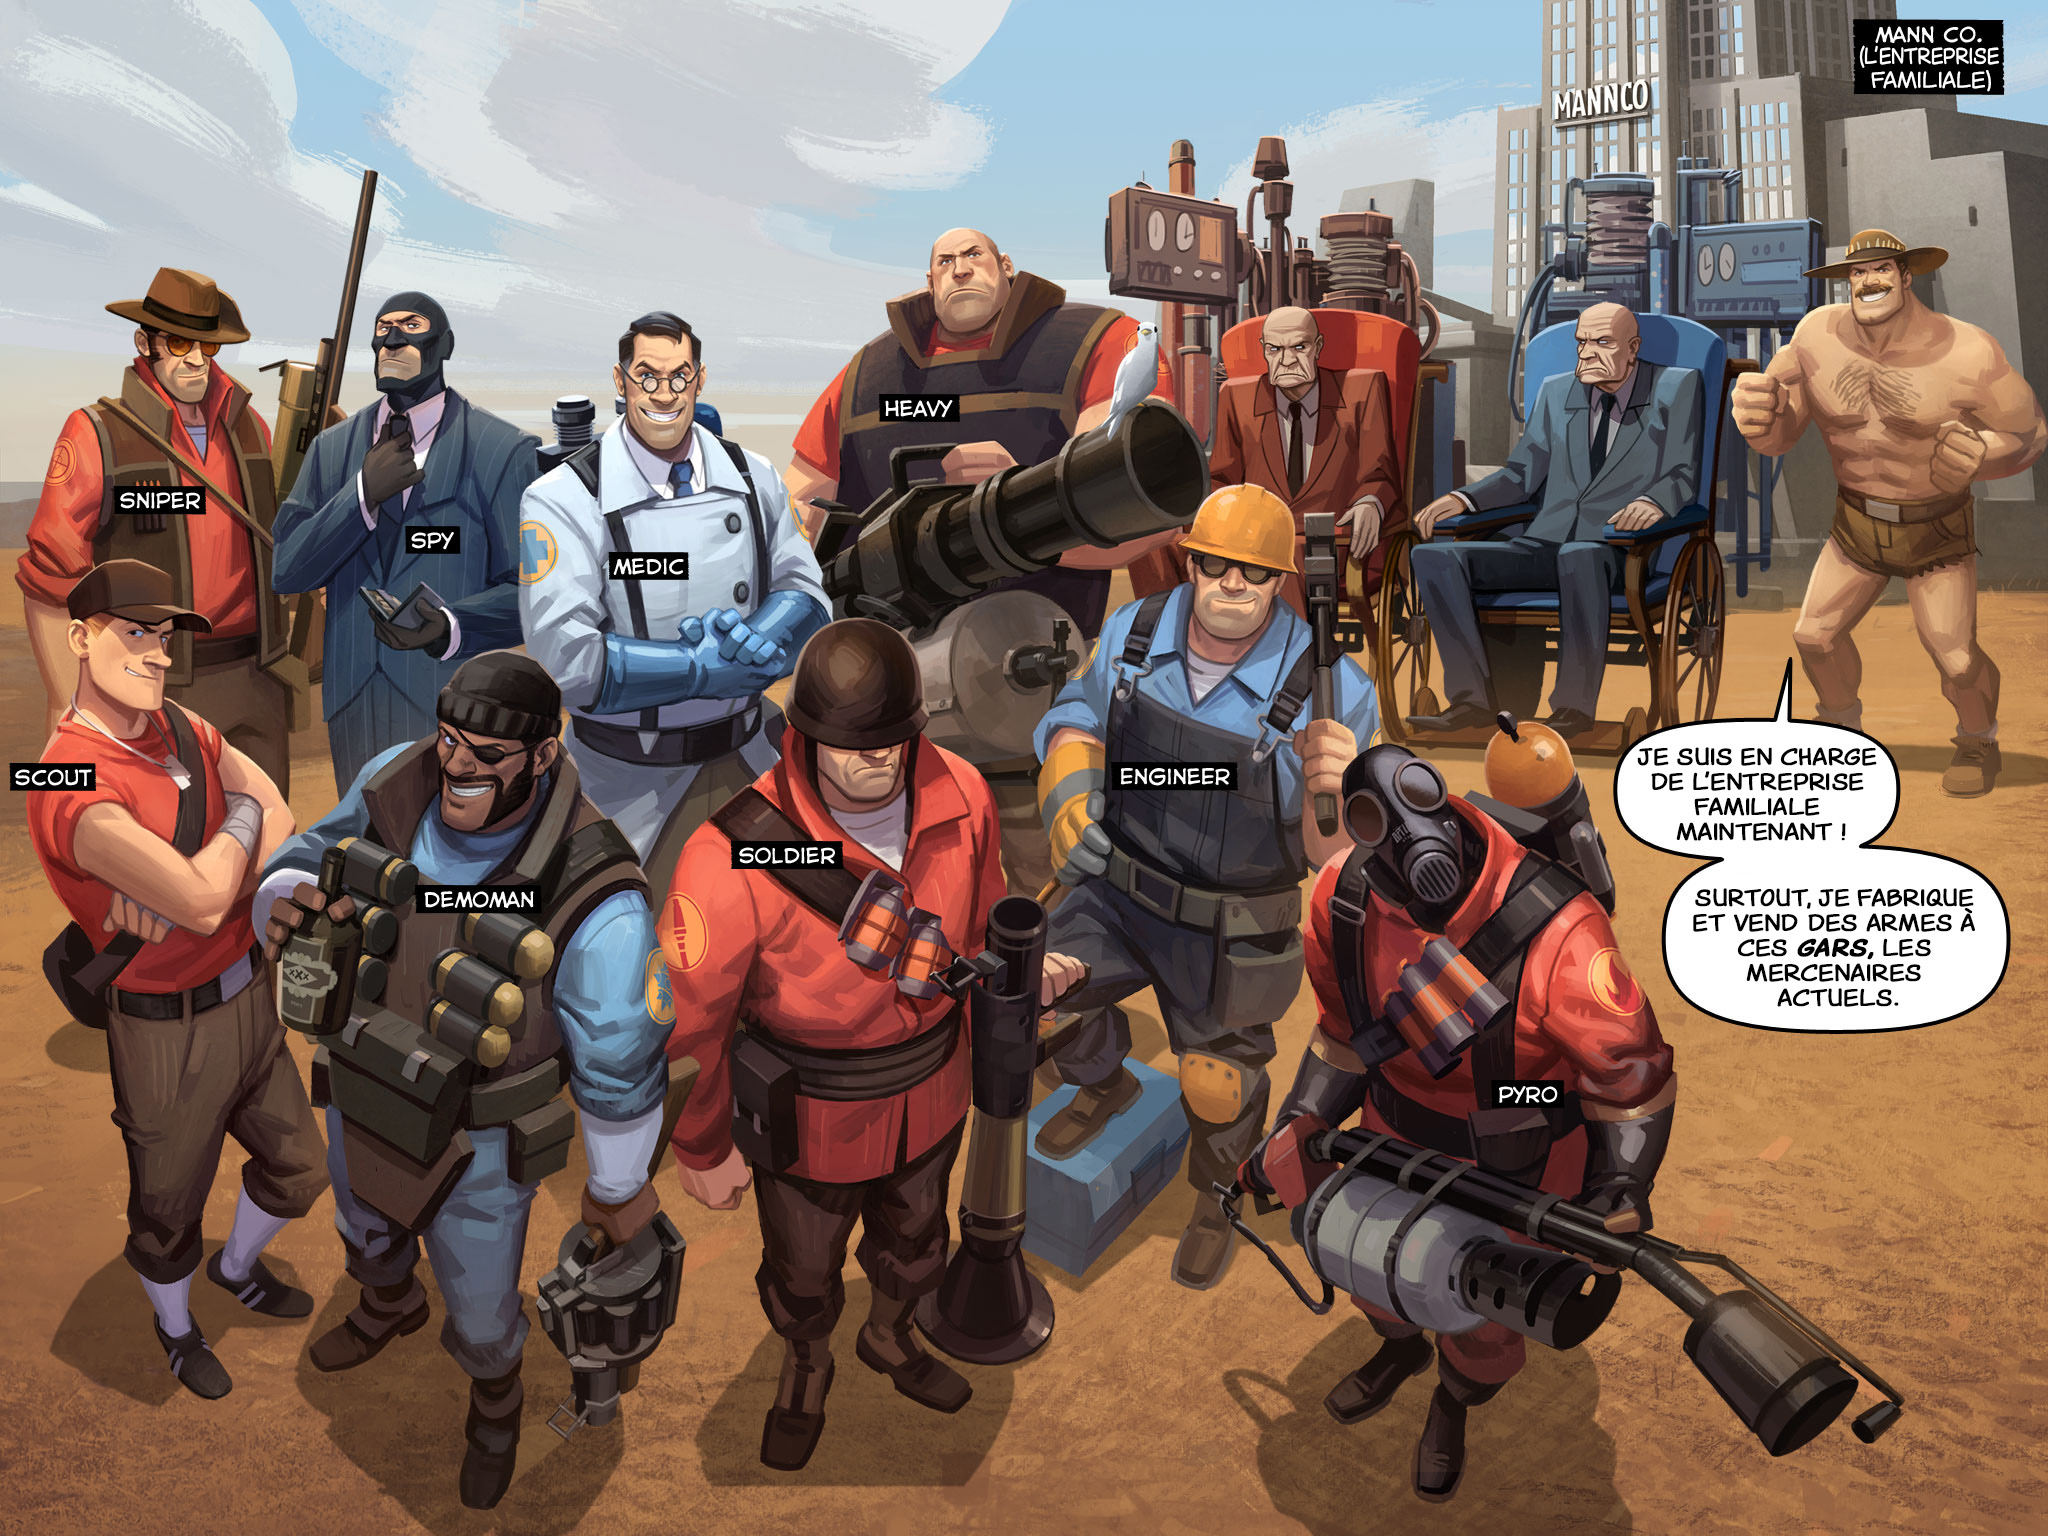 MANN CO.
(L'ENTREPRISE
FAMILIALE)
MANNCO
HEAVY
SNIPER
SPY
MEDIC
SCOUT
ENGINEER
SOLDIER
DEMOMAN
PYRO
XXX
JE SUIS EN CHARGE
DE L'ENTREPRISE
FAMILIALE
MAINTENANT !
SURTOUT, JE FABRIQUE
ET VEND DES ARMES À
CES GARS, LES
MERCENAIRES
ACTUELS.